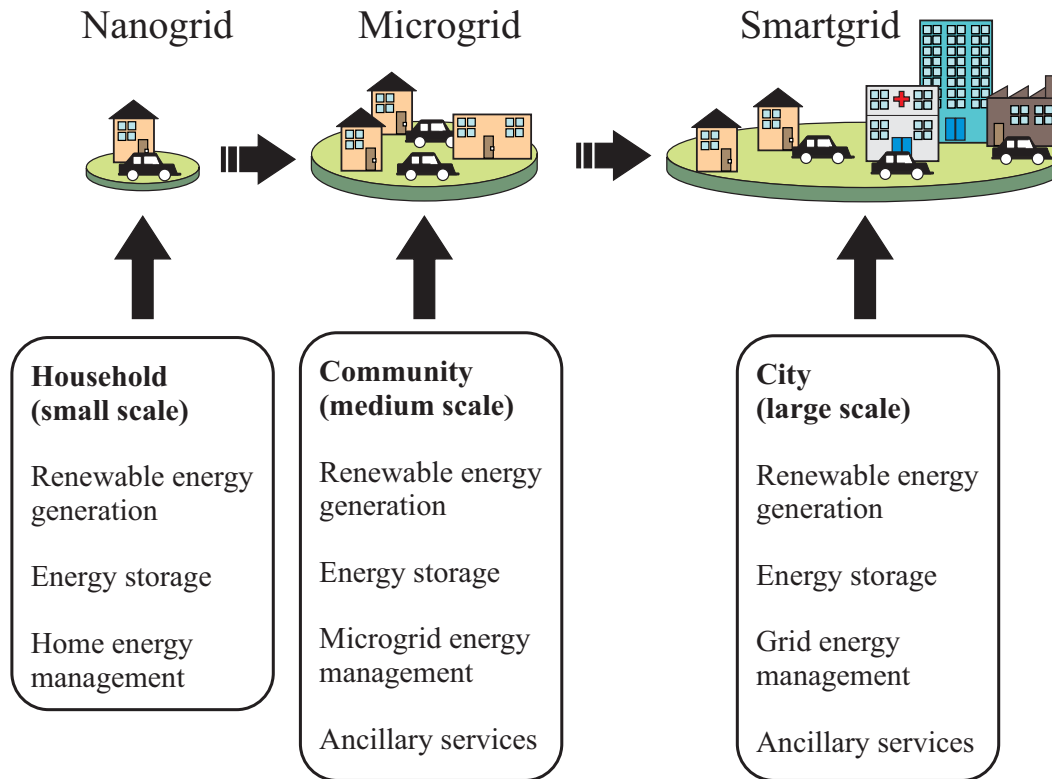 Nanogrid
Microgrid
Smartgrid
Household
(small scale)
Renewable energy
generation
Energy storage
Home energy
management
Community
(medium scale)
Renewable energy
generation
Energy storage
Microgrid energy
management
Ancillary services
City
(large scale)
Renewable energy
generation
Energy storage
Grid energy
management
Ancillary services